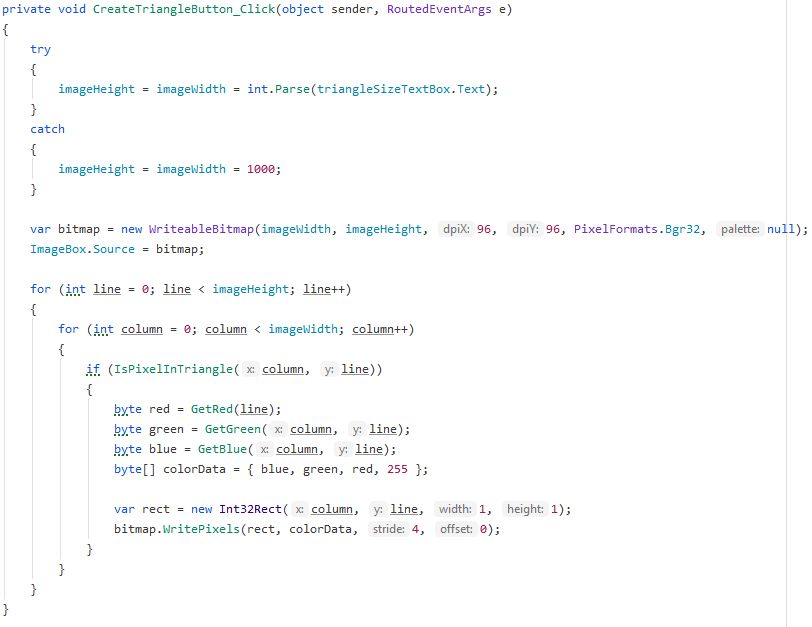 private void CreateTriangleButton_Click(object sender, RoutedEventArgs e)
{
    try
    {
        imageHeight = imageWidth = int.Parse(triangleSizeTextBox.Text);
    }
    catch
    {
        imageHeight = imageWidth = 1000;
    }

    var bitmap = new WriteableBitmap(imageWidth, imageHeight, dpiX: 96, dpiY: 96, PixelFormats.Bgr32, palette: null);
    ImageBox.Source = bitmap;

    for (int line = 0; line < imageHeight; line++)
    {
        for (int column = 0; column < imageWidth; column++)
        {
            if (IsPixelInTriangle( x: column, y: line))
            {
                byte red = GetRed(line);
                byte green = GetGreen( x: column, y: line);
                byte blue = GetBlue( x: column, y: line);
                byte[] colorData = { blue, green, red, 255 };

                var rect = new Int32Rect( x: column, y: line, width: 1, height: 1);
                bitmap.WritePixels(rect, colorData, stride: 4, offset: 0);
            }
        }
    }
}